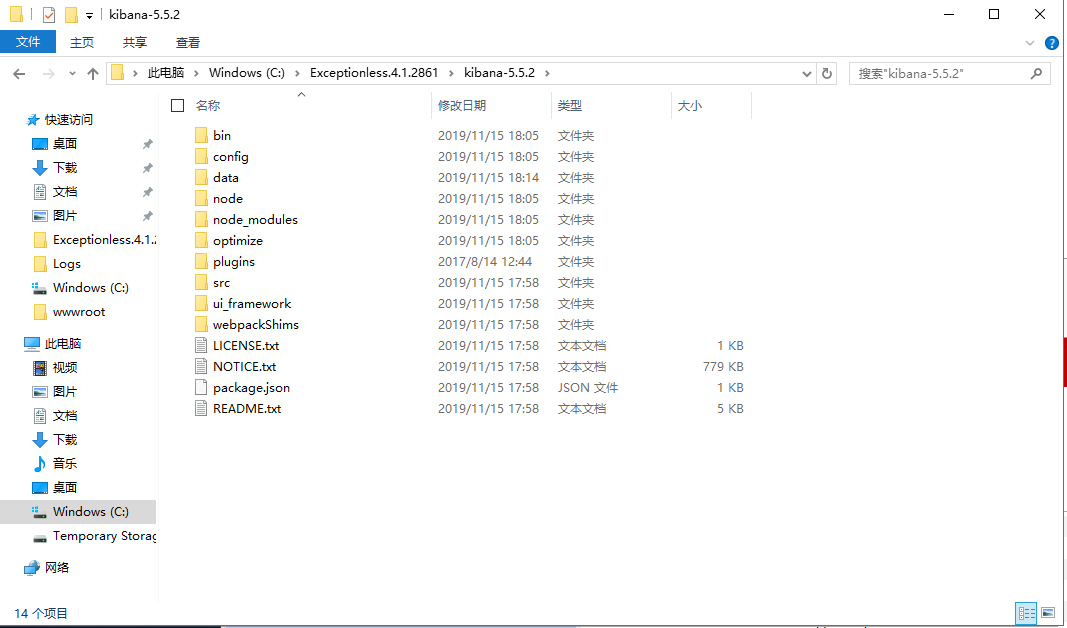 kibana-5.5.2
文件 主页 共享 查看
此电脑 Windows (C:) Exceptionless.4.1.2861 kibana-5.5.2 搜索"kibana-5.5.2"
名称 修改日期 类型 大小
快速访问
桌面
下载
文档
图片
Exceptionless.4.1.2
Logs
Windows (C:)
wwwroot
此电脑
视频
图片
文档
下载
音乐
桌面
Windows (C:)
Temporary Storag
网络
bin 2019/11/15 18:05 文件夹
config 2019/11/15 18:05 文件夹
data 2019/11/15 18:14 文件夹
node 2019/11/15 18:05 文件夹
node_modules 2019/11/15 18:05 文件夹
optimize 2019/11/15 18:05 文件夹
plugins 2017/8/14 12:44 文件夹
src 2019/11/15 17:58 文件夹
ui_framework 2019/11/15 17:58 文件夹
webpackShims 2019/11/15 17:58 文件夹
LICENSE.txt 2019/11/15 17:58 文本文档 1 KB
NOTICE.txt 2019/11/15 17:58 文本文档 779 KB
package.json 2019/11/15 17:58 JSON 文件 1 KB
README.txt 2019/11/15 17:58 文本文档 5 KB
14 个项目